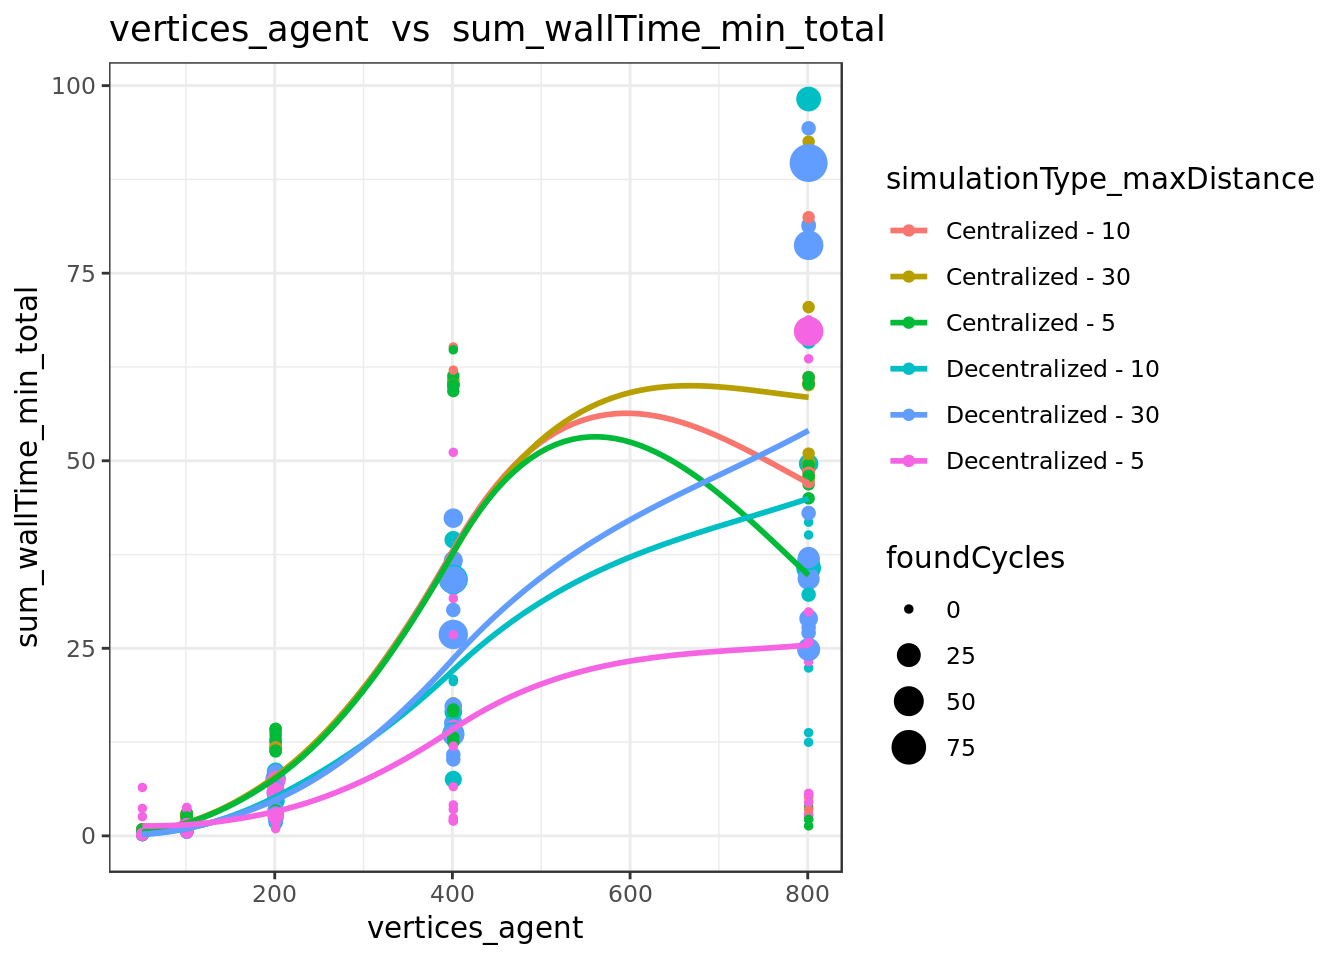 vertices_agent  vs  sum_wallTime_min_total
100
75
50
25
0
sum_wallTime_min_total
200
400
600
800
vertices_agent
simulationType_maxDistance
Centralized - 10
Centralized - 30
Centralized - 5
Decentralized - 10
Decentralized - 30
Decentralized - 5
foundCycles
0
25
50
75